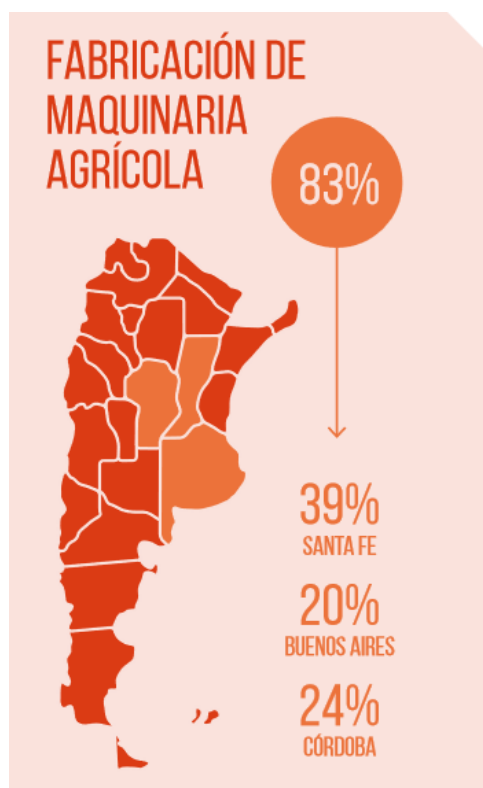 FABRICACIÓN DE
MAQUINARIA
AGRÍCOLA
83%
39%
SANTA FE
20%
BUENOS AIRES
24%
CÓRDOBA